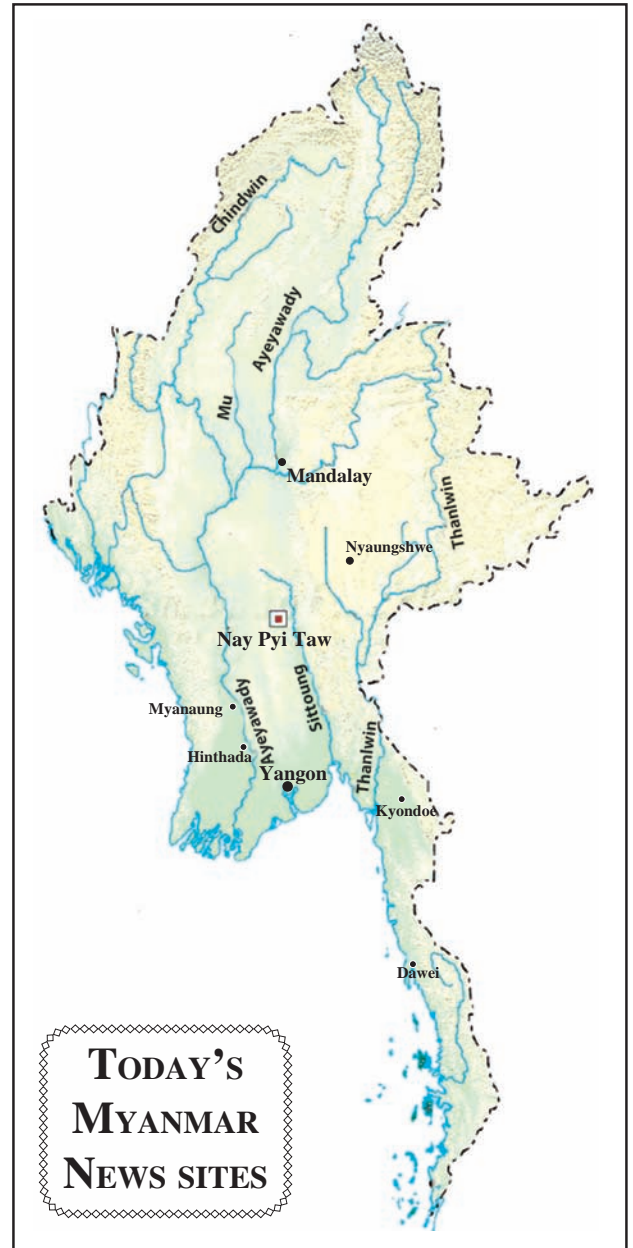 Chindwin
Ayeyawady
Mu
Mandalay
Thanlwin
Nyaungshwe
Nay Pyi Taw
Sittoung
Ayeyawady
Myanaung
Hinthada
Yangon
Thanlwin
Kyondoe
Dawei
TODAY'S
MYANMAR
NEWS SITES